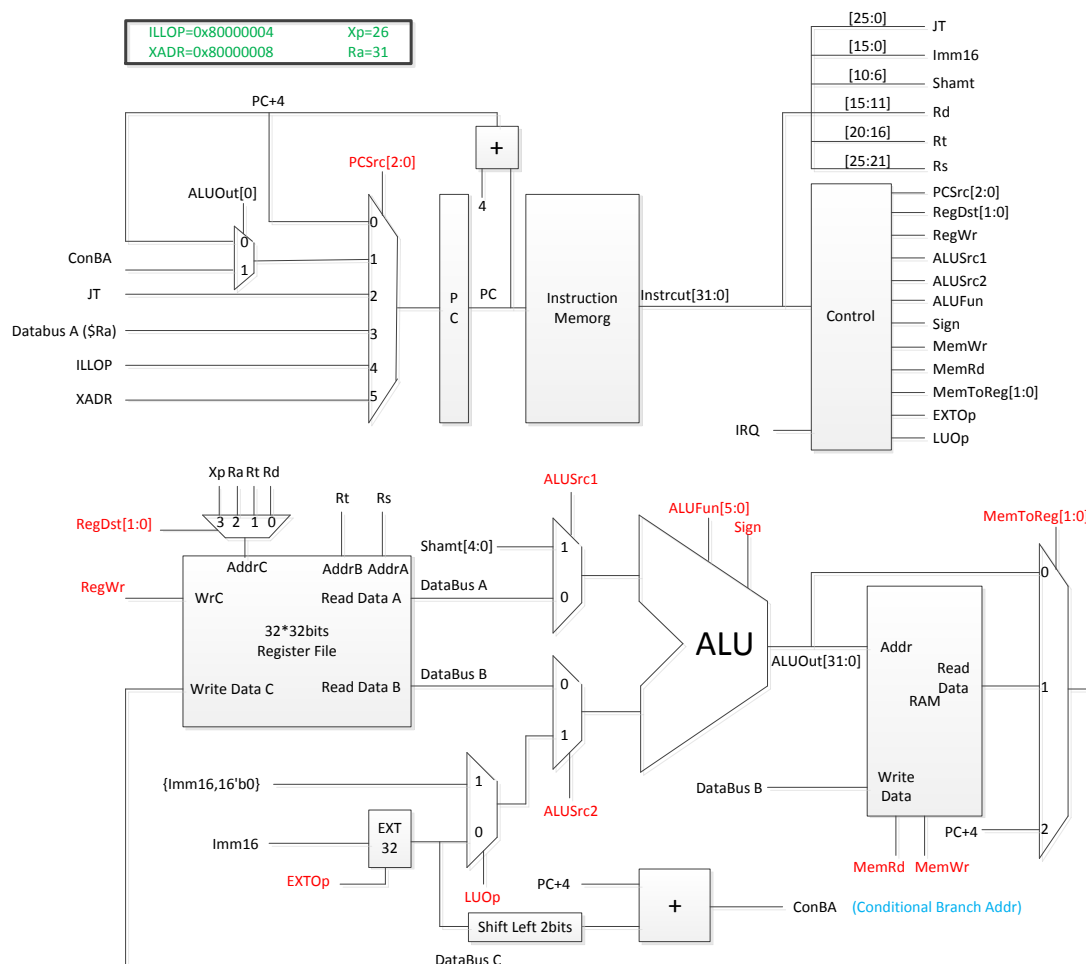 ILLOP=0x80000004 Xp=26
XADR=0x80000008 Ra=31
[25:0]
JT
[15:0]
Imm16
[10:6]
Shamt
[15:11]
Rd
[20:16]
Rt
[25:21]
Rs
PC+4
+
4
PCSrc[2:0]
ALUOut[0]
0
1
ConBA
JT
Databus A ($Ra)
ILLOP
XADR
0
1
2
3
4
5
P
C
PC
Instruction
Memorg
Instrcut[31:0]
Control
IRQ
PCSrc[2:0]
RegDst[1:0]
RegWr
ALUSrc1
ALUSrc2
ALUFun
Sign
MemWr
MemRd
MemToReg[1:0]
EXTOp
LUOp
Xp Ra Rt Rd
3 2 1 0
RegDst[1:0]
Rt
Rs
AddrC
AddrB AddrA
RegWr
WrC
Read Data A
32*32bits
Register File
Write Data C
Read Data B
ALUSrc1
Shamt[4:0]
1
DataBus A
0
DataBus B
0
1
ALUSrc2
ALUFun[5:0]
Sign
ALU
ALUOut[31:0]
MemToReg[1:0]
0
1
2
Addr
Read
Data
RAM
Write
Data
DataBus B
PC+4
MemRd MemWr
{Imm16,16'b0}
1
0
Imm16
EXT
32
EXTOp
LUOp
PC+4
+
Shift Left 2bits
ConBA (Conditional Branch Addr)
DataBus C